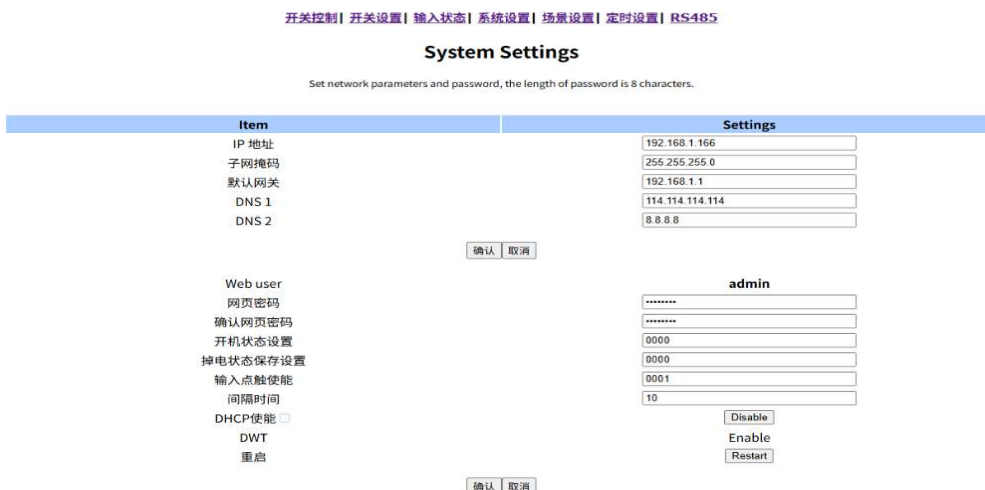 开关控制| 开关设置| 输入状态| 系统设置| 场景设置| 定时设置| RS485
System Settings
Set network parameters and password, the length of password is 8 characters.
Item Settings
IP 地址 192.168.1.166
子网掩码 255.255.255.0
默认网关 192.168.1.1
DNS 1 114.114.114.114
DNS 2 8.8.8.8
确认 取消
Web user admin
网页密码 ••••••••
确认网页密码 ••••••••
开机状态设置 0000
掉电状态保存设置 0000
输入点触使能 0001
间隔时间 10
DHCP使能 Disable
DWT Enable
重启 Restart
确认 取消